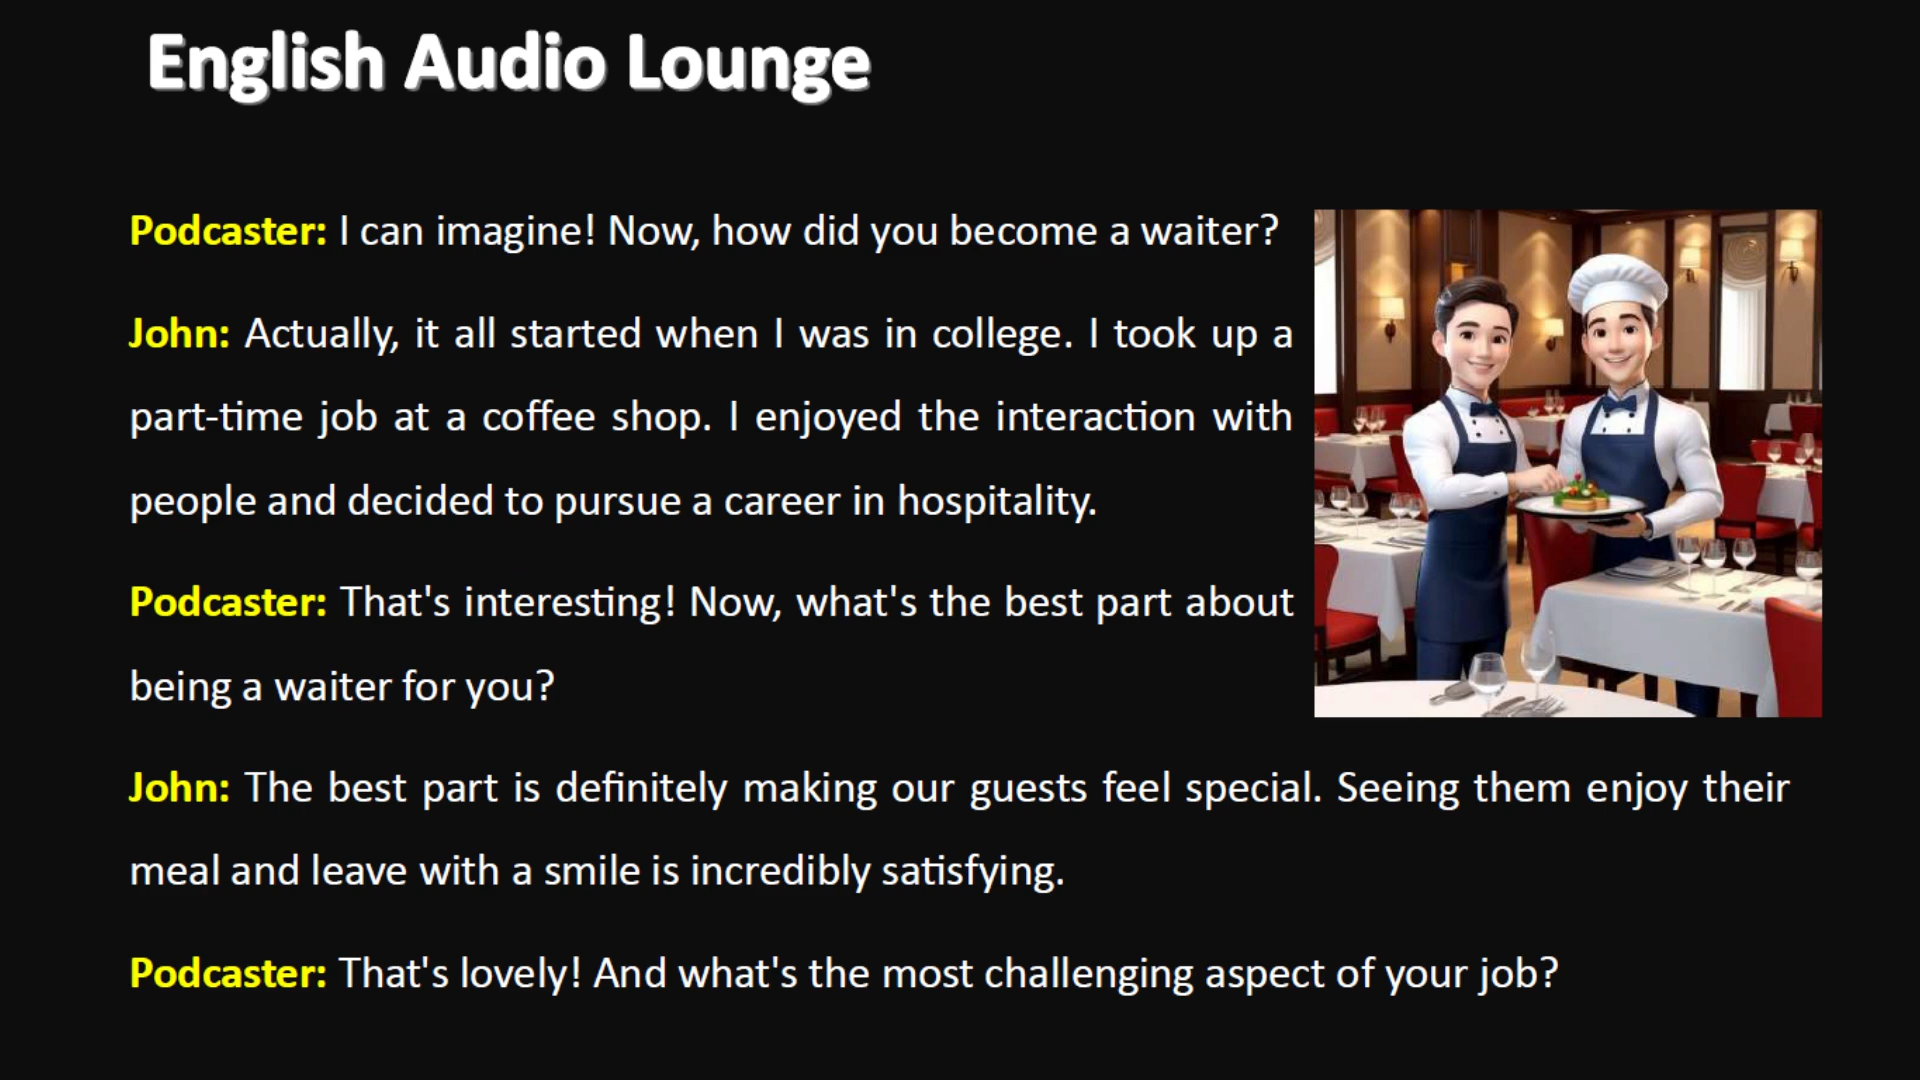 English Audio Lounge
Podcaster: I can imagine! Now, how did you become a waiter?
John: Actually, it all started when I was in college. I took up a
part-time job at a coffee shop. I enjoyed the interaction with
people and decided to pursue a career in hospitality.
Podcaster: That's interesting! Now, what's the best part about
being a waiter for you?
John: The best part is definitely making our guests feel special. Seeing them enjoy their
meal and leave with a smile is incredibly satisfying.
Podcaster: That's lovely! And what's the most challenging aspect of your job?